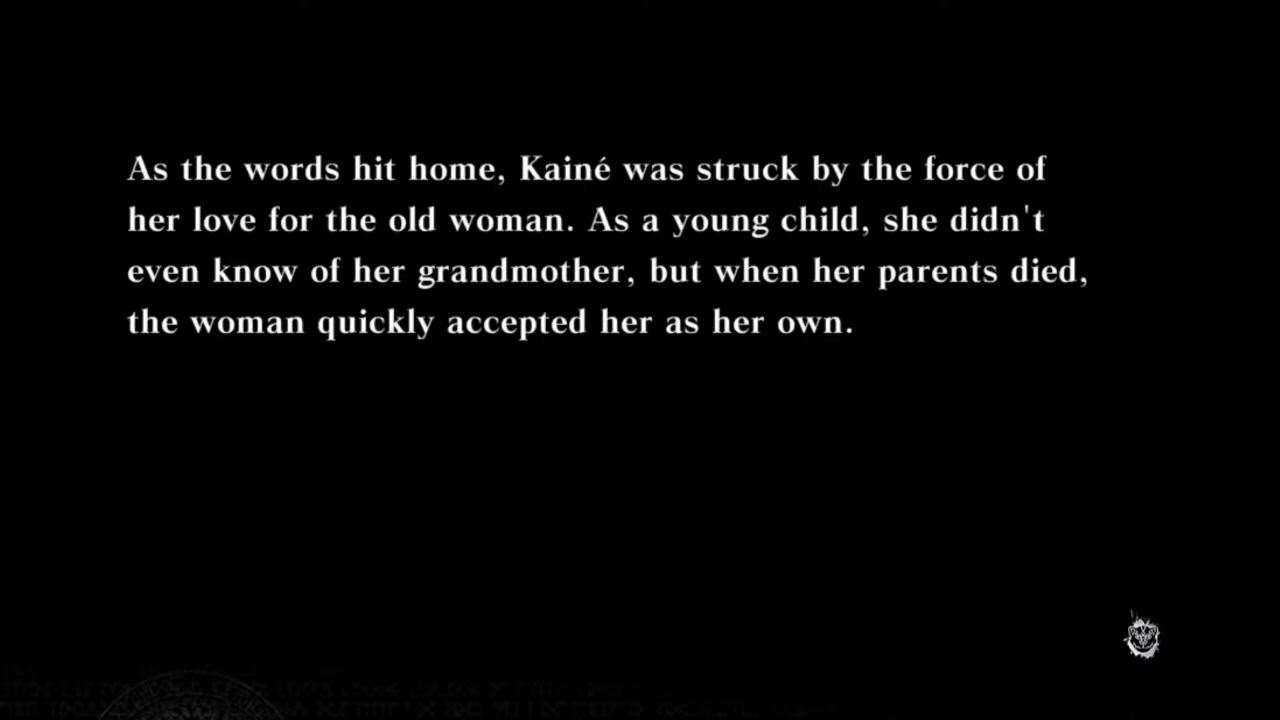 As the words hit home, Kainé was struck by the force of
her love for the old woman. As a young child, she didn't
even know of her grandmother, but when her parents died,
the woman quickly accepted her as her own.